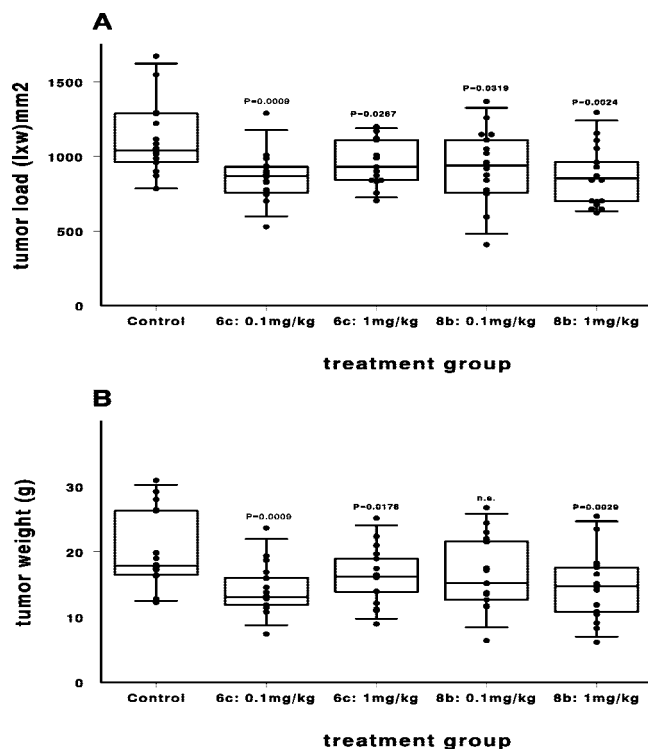 A
tumor load (lxw)mm2
1500
1000
500
0
P=0.0009
P=0.0267
P=0.0319
P=0.0024
Control 6c: 0.1mg/kg 6c: 1mg/kg 8b: 0.1mg/kg 8b: 1mg/kg
treatment group
B
tumor weight (g)
30
20
10
0
P=0.0009
P=0.0176
n.s.
P=0.0029
Control 6c: 0.1mg/kg 6c: 1mg/kg 8b: 0.1mg/kg 8b: 1mg/kg
treatment group